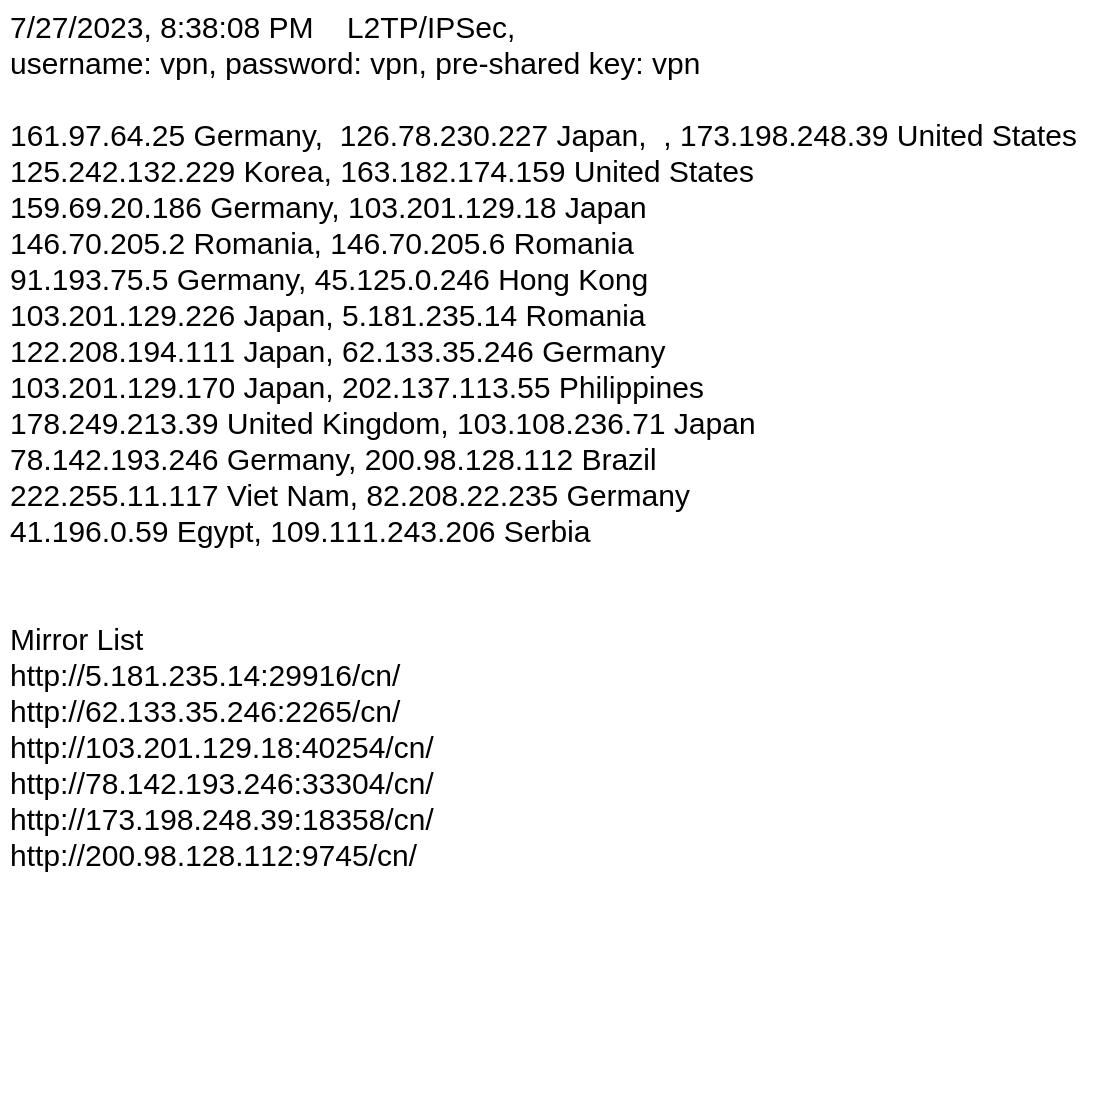 7/27/2023, 8:38:08 PM    L2TP/IPSec,
username: vpn, password: vpn, pre-shared key: vpn
161.97.64.25 Germany,  126.78.230.227 Japan,  , 173.198.248.39 United States
125.242.132.229 Korea, 163.182.174.159 United States
159.69.20.186 Germany, 103.201.129.18 Japan
146.70.205.2 Romania, 146.70.205.6 Romania
91.193.75.5 Germany, 45.125.0.246 Hong Kong
103.201.129.226 Japan, 5.181.235.14 Romania
122.208.194.111 Japan, 62.133.35.246 Germany
103.201.129.170 Japan, 202.137.113.55 Philippines
178.249.213.39 United Kingdom, 103.108.236.71 Japan
78.142.193.246 Germany, 200.98.128.112 Brazil
222.255.11.117 Viet Nam, 82.208.22.235 Germany
41.196.0.59 Egypt, 109.111.243.206 Serbia
Mirror List
http://5.181.235.14:29916/cn/
http://62.133.35.246:2265/cn/
http://103.201.129.18:40254/cn/
http://78.142.193.246:33304/cn/
http://173.198.248.39:18358/cn/
http://200.98.128.112:9745/cn/